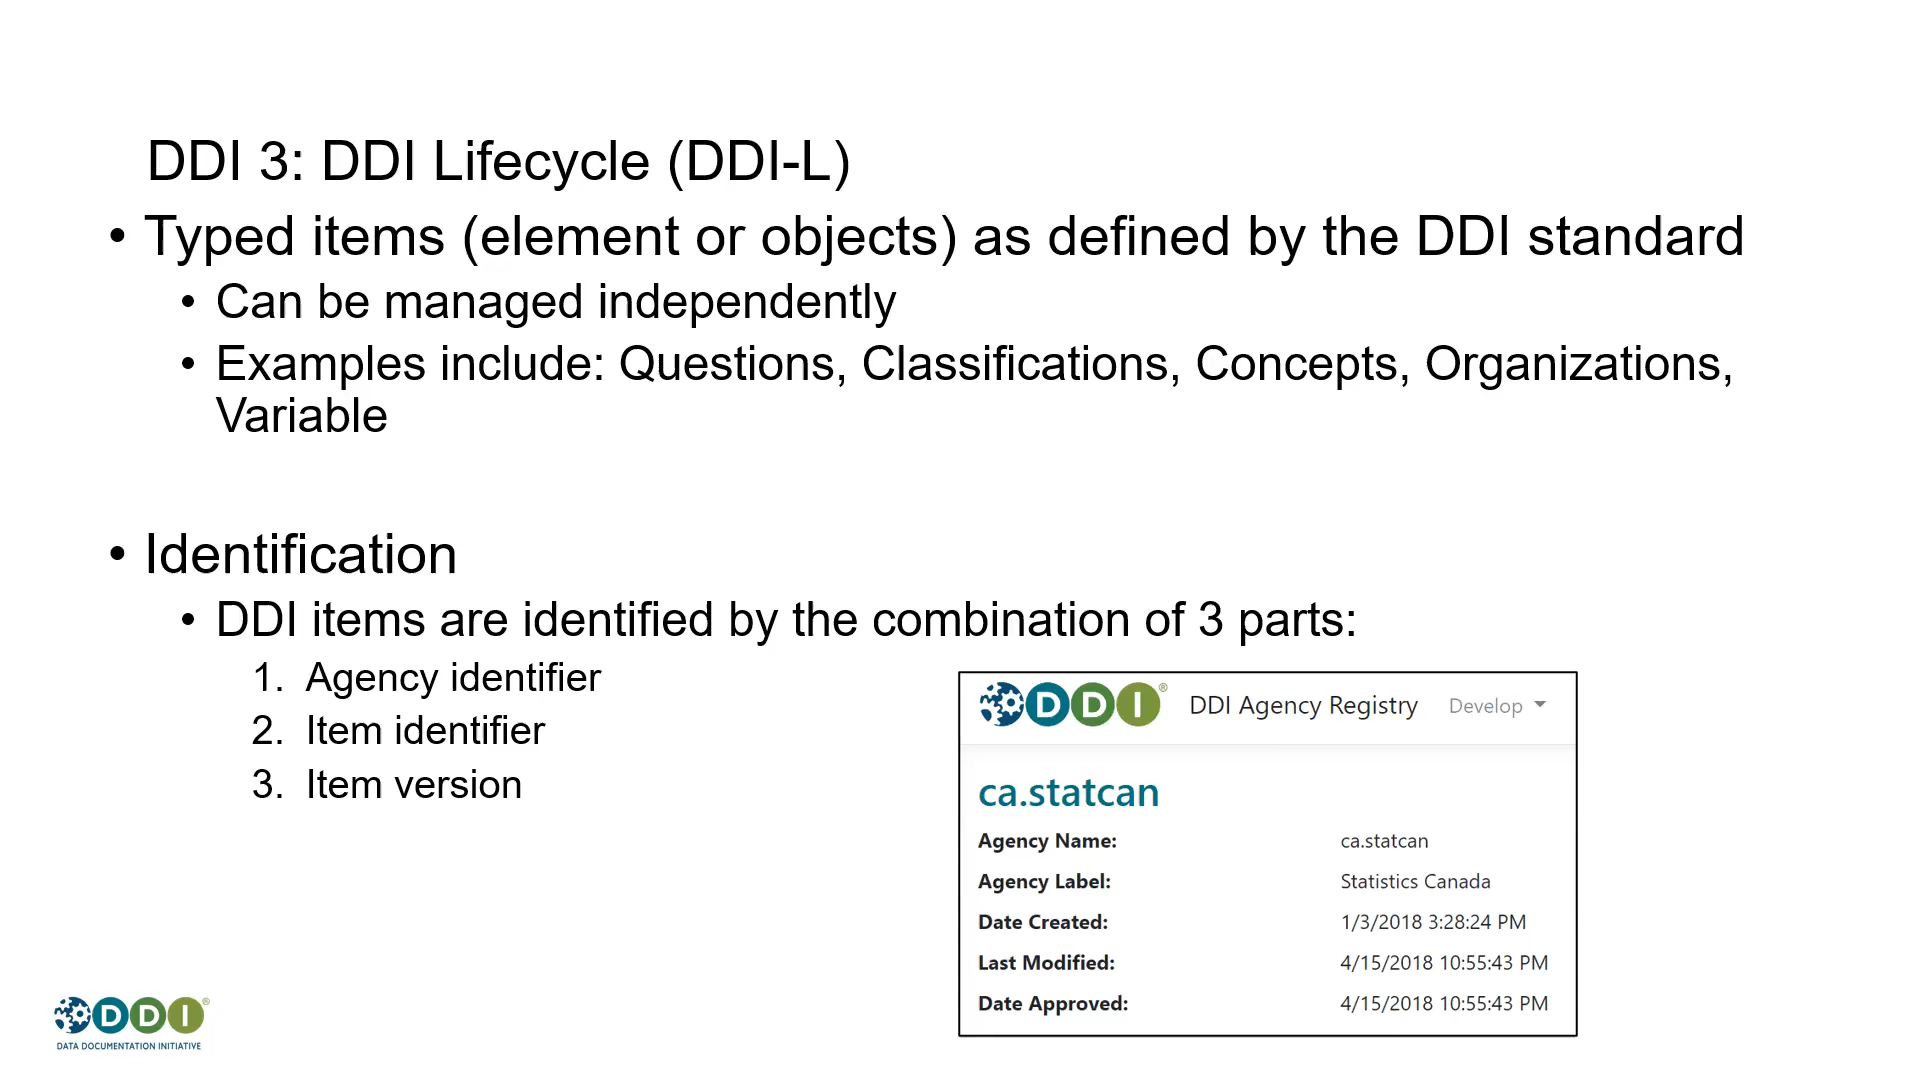 DDI 3: DDI Lifecycle (DDI-L)
• Typed items (element or objects) as defined by the DDI standard
• Can be managed independently
• Examples include: Questions, Classifications, Concepts, Organizations,
Variable
• Identification
• DDI items are identified by the combination of 3 parts:
1. Agency identifier
2. Item identifier
3. Item version
DDI® DDI Agency Registry Develop
ca.statcan
Agency Name: ca.statcan
Agency Label: Statistics Canada
Date Created: 1/3/2018 3:28:24 PM
Last Modified: 4/15/2018 10:55:43 PM
Date Approved: 4/15/2018 10:55:43 PM
DDI®
DATA DOCUMENTATION INITIATIVE